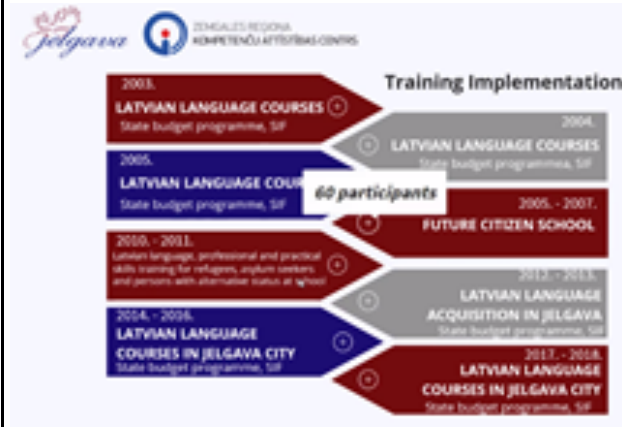 Jelgava
ZEMGALES REĢIONA
KOMPETENČU ATTĪSTĪBAS CENTRS
Training Implementation
2003.
LATVIAN LANGUAGE COURSES
State budget programme, SIF
2004.
LATVIAN LANGUAGE COURSES
State budget programmea, SIF
2005.
LATVIAN LANGUAGE COUR
State budget programme, SIF
60 participants
2005. - 2007.
FUTURE CITIZEN SCHOOL
2010. - 2011.
Latvian language, professional and practical
skills training for refugees, asylum seekers
and persons with alternative status at school
2012. - 2013.
LATVIAN LANGUAGE
ACQUISITION IN JELGAVA
State budget programme, SIF
2014. - 2016.
LATVIAN LANGUAGE
COURSES IN JELGAVA CITY
State budget programme, SIF
2017. - 2018.
LATVIAN LANGUAGE
COURSES IN JELGAVA CITY
State budget programme, SIF